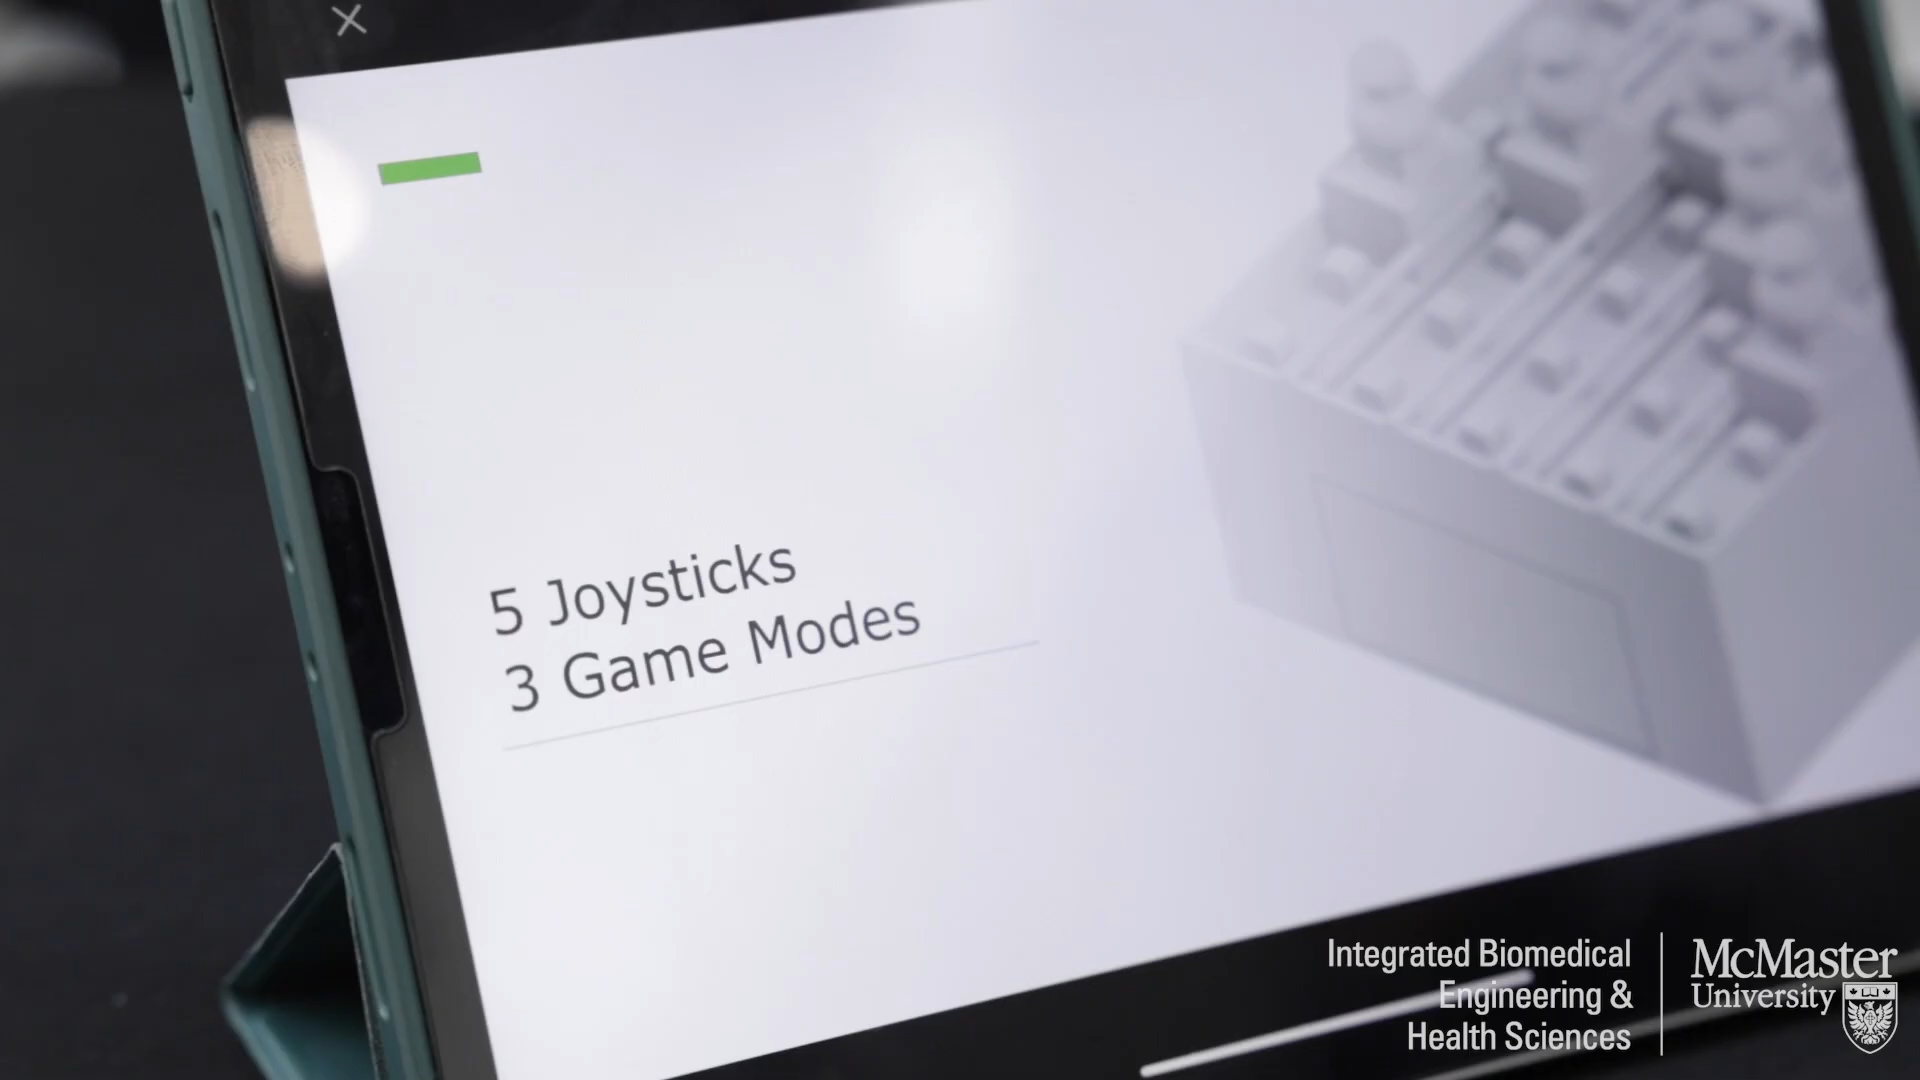 5 Joysticks
3 Game Modes
Integrated Biomedical
Engineering &
Health Sciences
McMaster
University